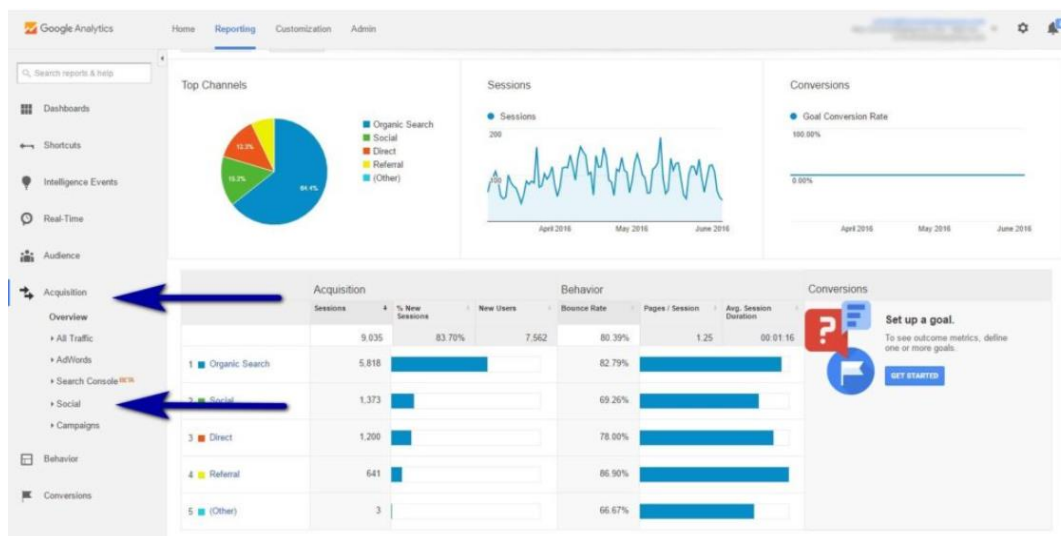 Google Analytics
Home Reporting Customization Admin
Search reports & help
Dashboards
Shortcuts
Intelligence Events
Real-Time
Audience
Acquisition
Overview
All Traffic
AdWords
Search Console BETA
Social
Campaigns
Behavior
Conversions
Top Channels
Organic Search
Social
Direct
Referral
(Other)
13.3%
15.2%
64.4%
Sessions
Sessions
200
100
April 2016 May 2016 June 2016
Conversions
Goal Conversion Rate
100.00%
0.00%
April 2016 May 2016 June 2016
Acquisition Behavior Conversions
Sessions % New Sessions New Users Bounce Rate Pages / Session Avg. Session Duration
9,035 83.70% 7,562 80.39% 1.25 00:01:16
1 Organic Search 5,818 82.79%
2 Social 1,373 69.26%
3 Direct 1,200 78.00%
4 Referral 641 86.90%
5 (Other) 3 66.67%
Set up a goal.
To see outcome metrics, define
one or more goals.
GET STARTED